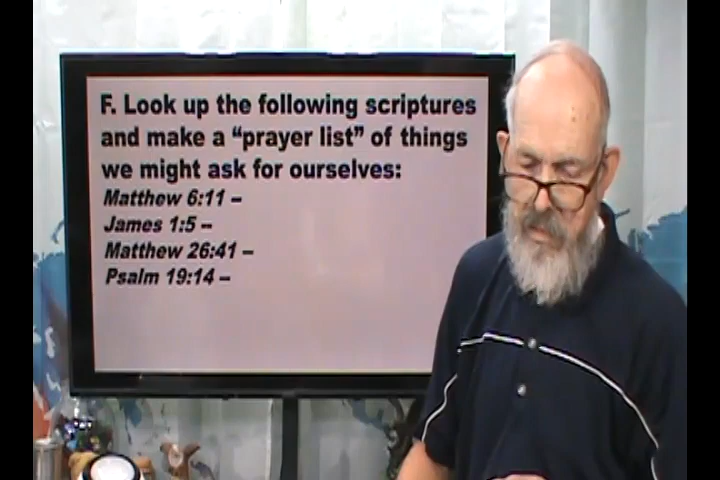 F. Look up the following scriptures
and make a “prayer list” of things
we might ask for ourselves:
Matthew 6:11 –
James 1:5 –
Matthew 26:41 –
Psalm 19:14 –